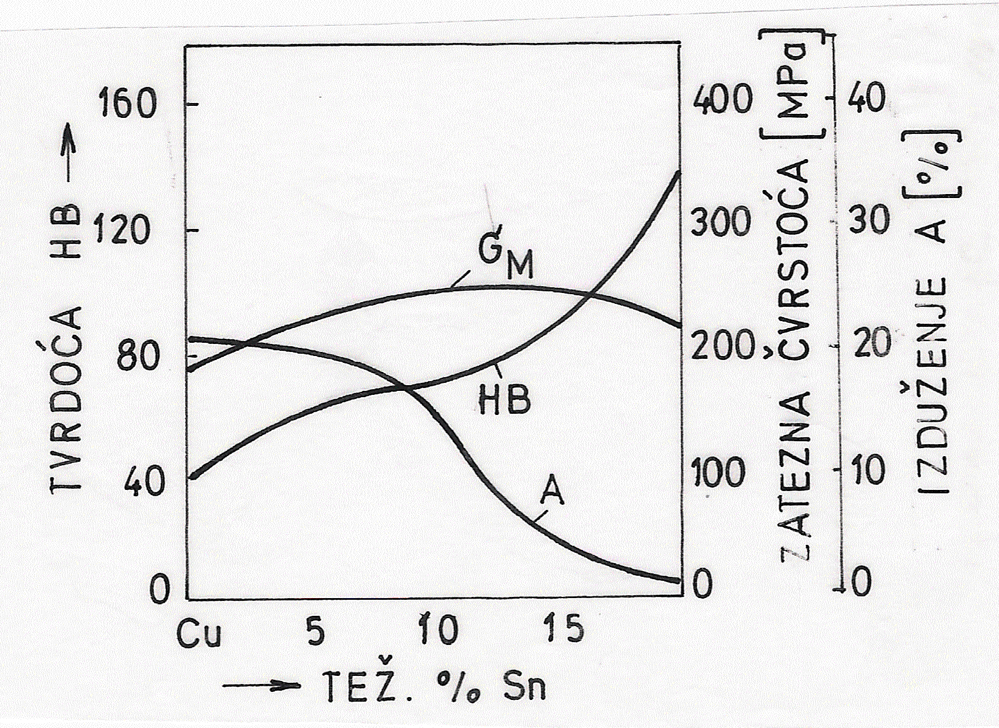 TVRDOĆA HB
160
120
80
40
0
Cu 5 10 15
TEŽ. % Sn
GM
HB
A
400
300
200
100
0
ZATEZNA ČVRSTOĆA [MPa]
40
30
20
10
0
IZDUŽENJE A [%]